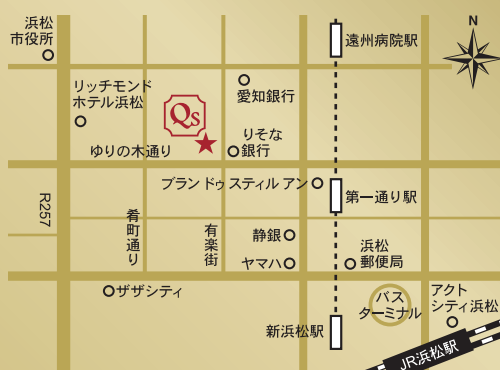 浜松
市役所
遠州病院駅
N
リッチモンド
ホテル浜松
愛知銀行
Qs
りそな
銀行
ゆりの木通り
ブランドゥ スティル アン
第一通り駅
R257
肴町通り
有楽街
静銀
ヤマハ
浜松
郵便局
ザザシティ
バス
ターミナル
アクト
シティ浜松
新浜松駅
JR浜松駅